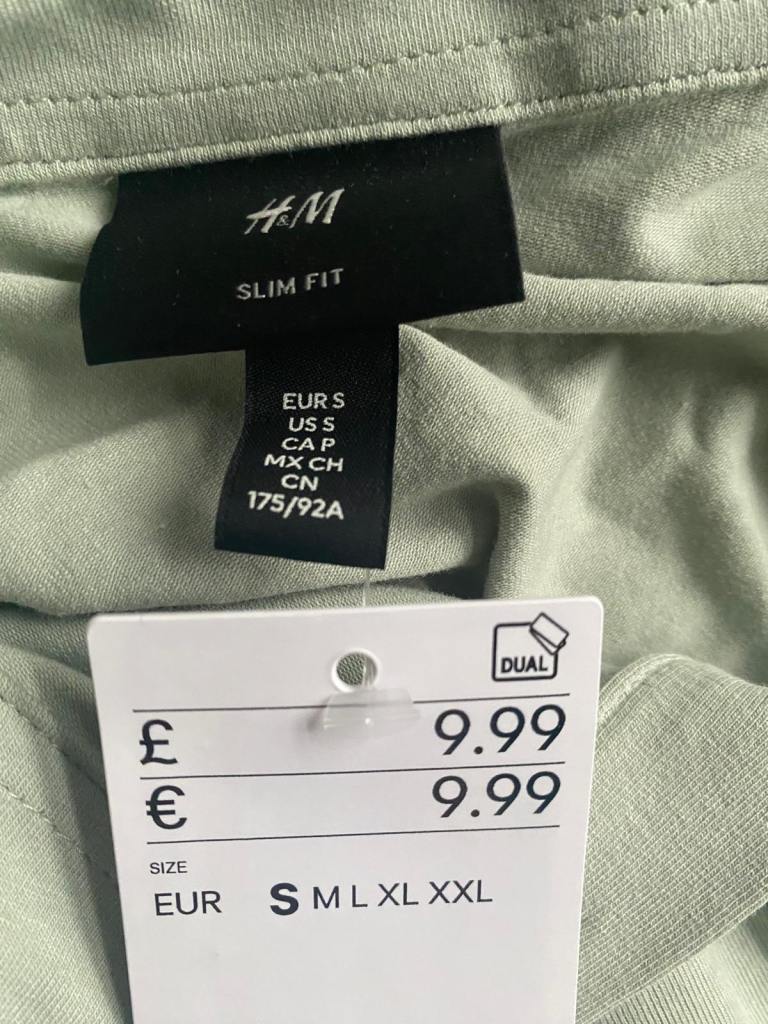 H&M
SLIM FIT
EUR S
US S
CA P
MX CH
CN
175/92A
DUAL
£ 9.99
€ 9.99
SIZE
EUR S M L XL XXL